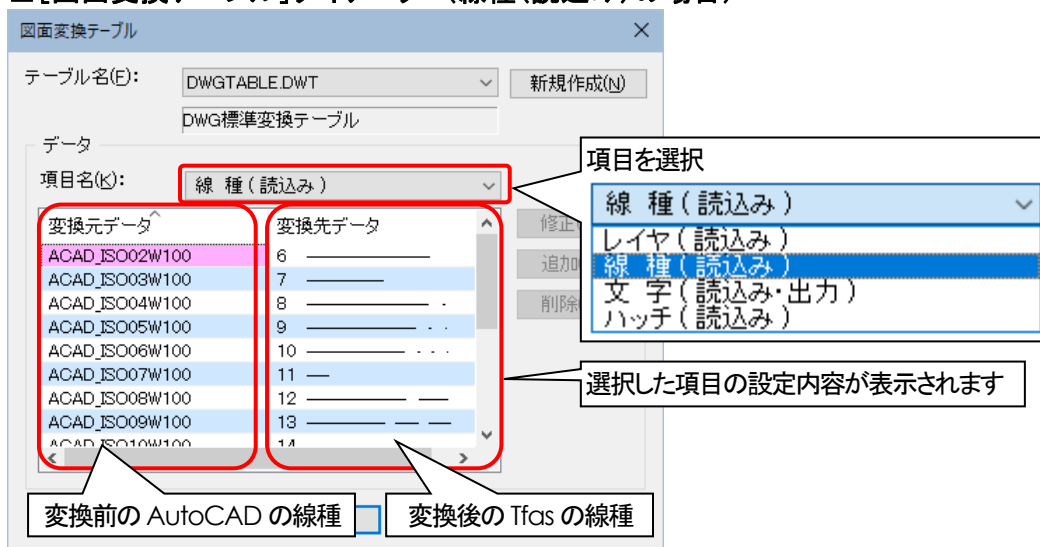 図面変換テーブル
テーブル名(F):
DWGTABLE.DWT
新規作成(N)
DWG標準変換テーブル
データ
項目を選択
項目名(K):
線 種(読込み)
線 種(読込み)
レイヤ(読込み)
線 種(読込み)
文 字(読込み・出力)
ハッチ(読込み)
変換元データ
変換先データ
ACAD_ISO02W100 6
ACAD_ISO03W100 7
ACAD_ISO04W100 8
ACAD_ISO05W100 9
ACAD_ISO06W100 10
ACAD_ISO07W100 11
ACAD_ISO08W100 12
ACAD_ISO09W100 13
ACAD_ISO10W100 14
修正
追加
削除
選択した項目の設定内容が表示されます
変換前の AutoCAD の線種
変換後の Tfas の線種